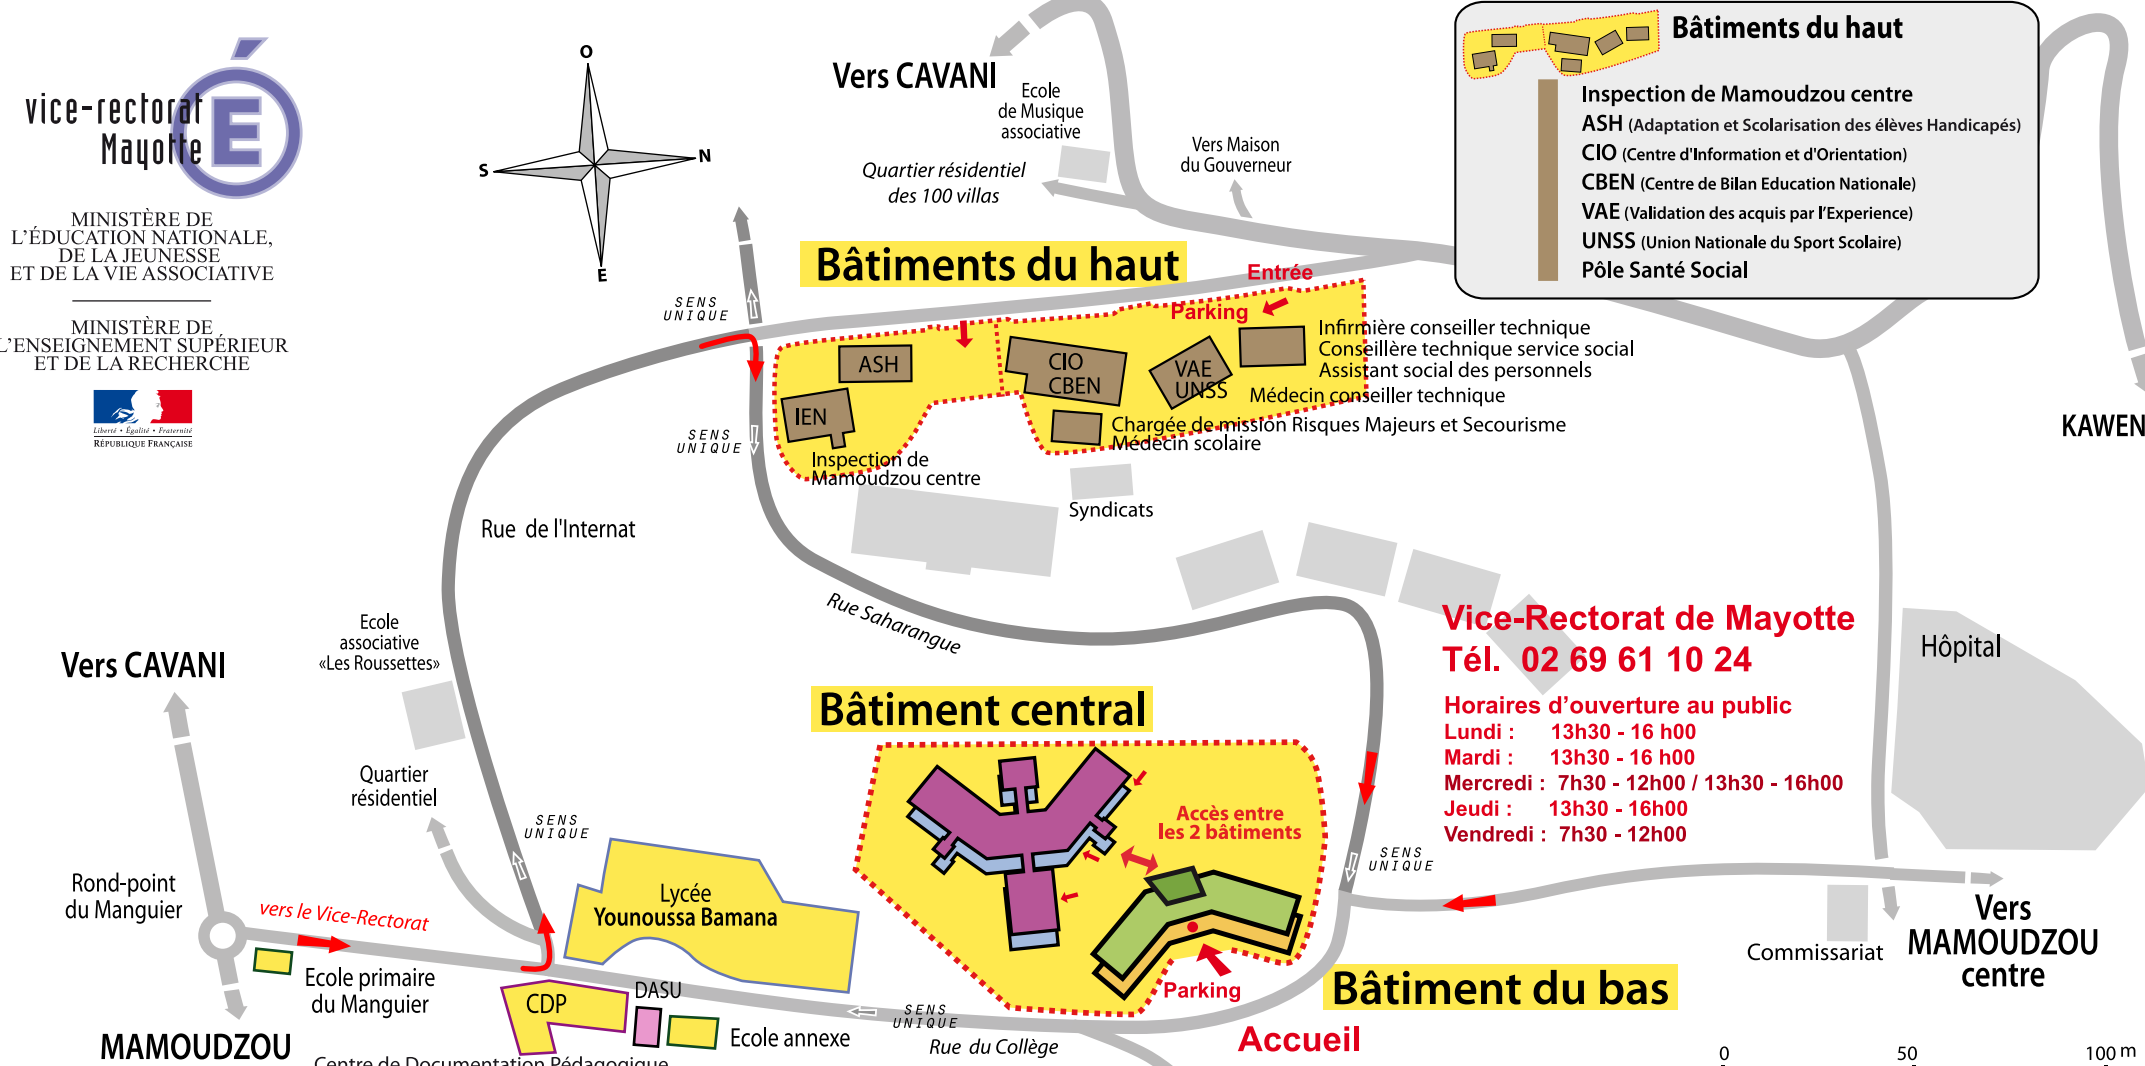 vice-rectorat
Mayotte
É
MINISTÈRE DE
L'ÉDUCATION NATIONALE,
DE LA JEUNESSE
ET DE LA VIE ASSOCIATIVE
MINISTÈRE DE
L'ENSEIGNEMENT SUPÉRIEUR
ET DE LA RECHERCHE
Liberté • Égalité • Fraternité
RÉPUBLIQUE FRANÇAISE
O
S
N
E
Vers CAVANI
Ecole
de Musique
associative
Quartier résidentiel
des 100 villas
Vers Maison
du Gouverneur
Bâtiments du haut
Inspection de Mamoudzou centre
ASH (Adaptation et Scolarisation des élèves Handicapés)
CIO (Centre d'Information et d'Orientation)
CBEN (Centre de Bilan Education Nationale)
VAE (Validation des acquis par l'Experience)
UNSS (Union Nationale du Sport Scolaire)
Pôle Santé Social
Bâtiments du haut
Entrée
Parking
SENS
UNIQUE
ASH
CIO
CBEN
VAE
UNSS
IEN
Infirmière conseiller technique
Conseillère technique service social
Assistant social des personnels
Médecin conseiller technique
Chargée de mission Risques Majeurs et Secourisme
Médecin scolaire
Inspection de
Mamoudzou centre
SENS
UNIQUE
Syndicats
KAWEN
Rue de l'Internat
Rue Saharangue
Ecole
associative
«Les Roussettes»
Vers CAVANI
Vice-Rectorat de Mayotte
Tél. 02 69 61 10 24
Horaires d'ouverture au public
Lundi : 13h30 - 16 h00
Mardi : 13h30 - 16 h00
Mercredi : 7h30 - 12h00 / 13h30 - 16h00
Jeudi : 13h30 - 16h00
Vendredi : 7h30 - 12h00
Hôpital
Bâtiment central
Accès entre
les 2 bâtiments
Quartier
résidentiel
SENS
UNIQUE
SENS
UNIQUE
Rond-point
du Manguier
vers le Vice-Rectorat
Lycée
Younoussa Bamana
Ecole primaire
du Manguier
CDP
DASU
Ecole annexe
SENS
UNIQUE
Rue du Collège
Parking
Bâtiment du bas
Accueil
Commissariat
Vers
MAMOUDZOU
centre
MAMOUDZOU
Centre de Documentation Pédagogique
0
50
100 m